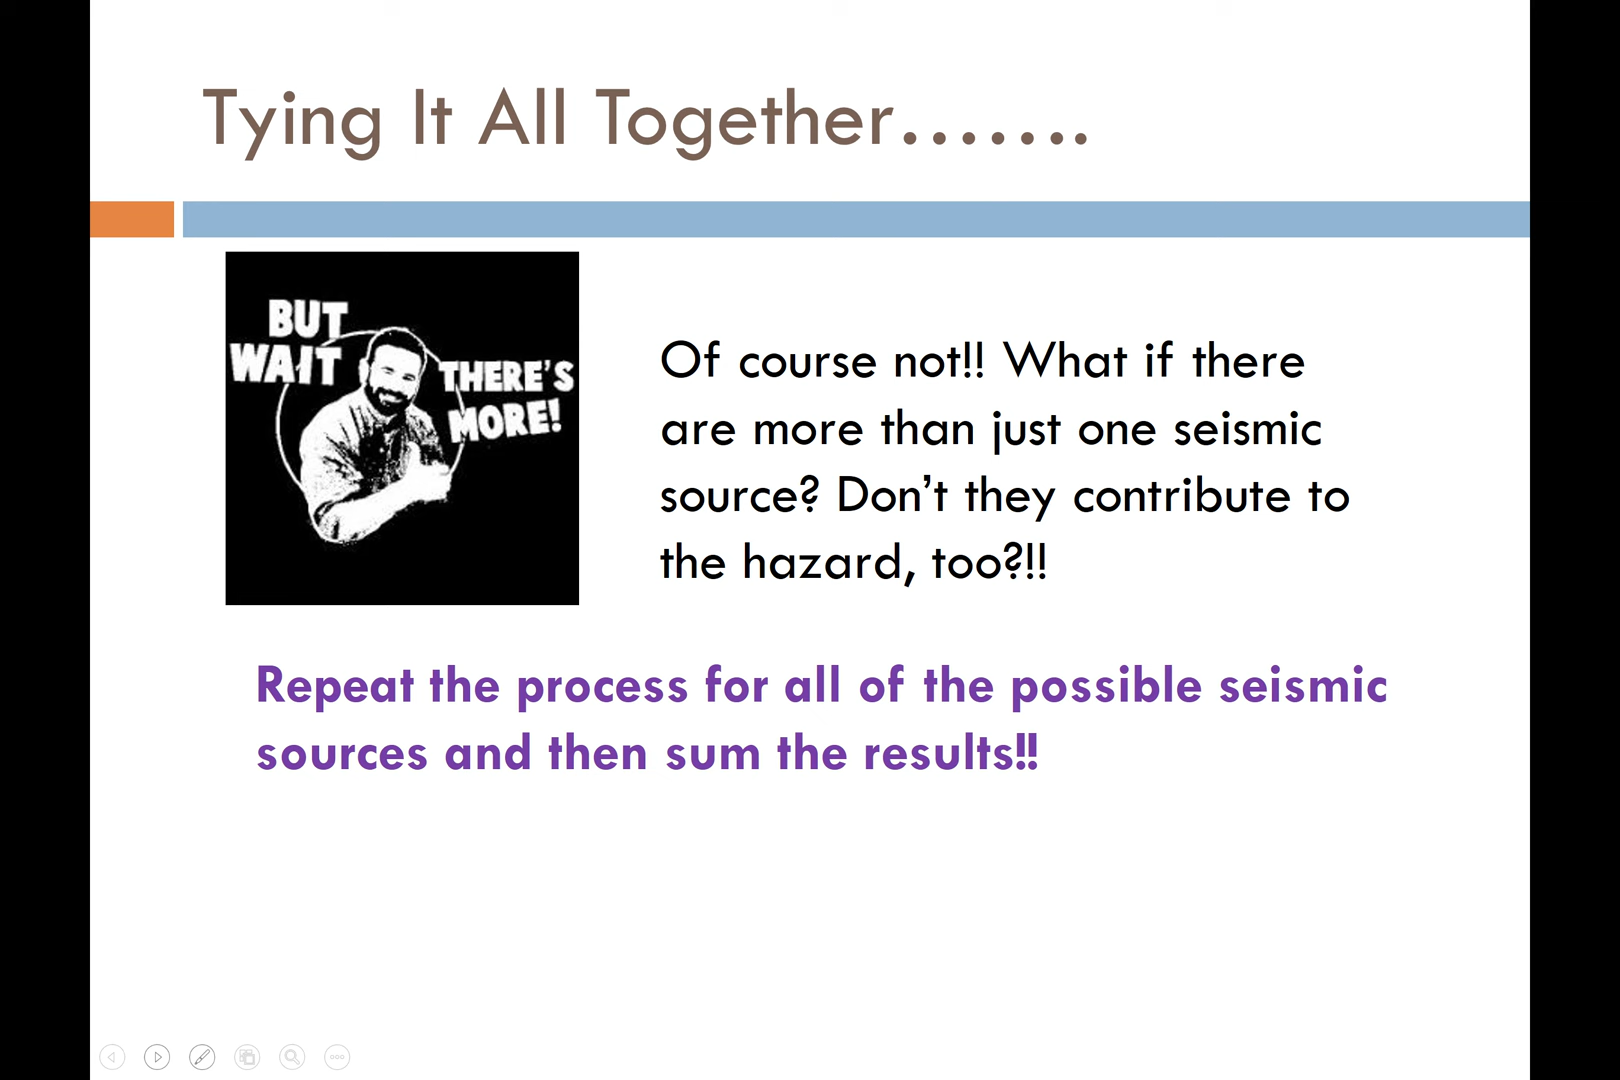 Tying It All Together.......
BUT
WAIT
THERE'S
MORE!
Of course not!! What if there
are more than just one seismic
source? Don’t they contribute to
the hazard, too?!!
Repeat the process for all of the possible seismic
sources and then sum the results!!